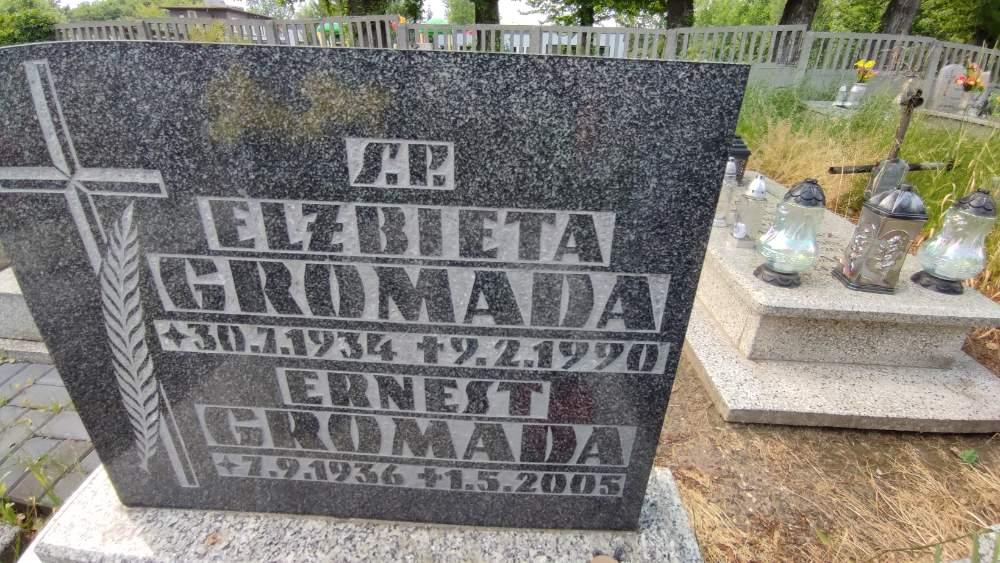 Ś.P.
ELŻBIETA
GROMADA
✦30.7.1934 ✝9.2.1990
ERNEST
GROMADA
✦7.9.1936 ✝1.5.2005